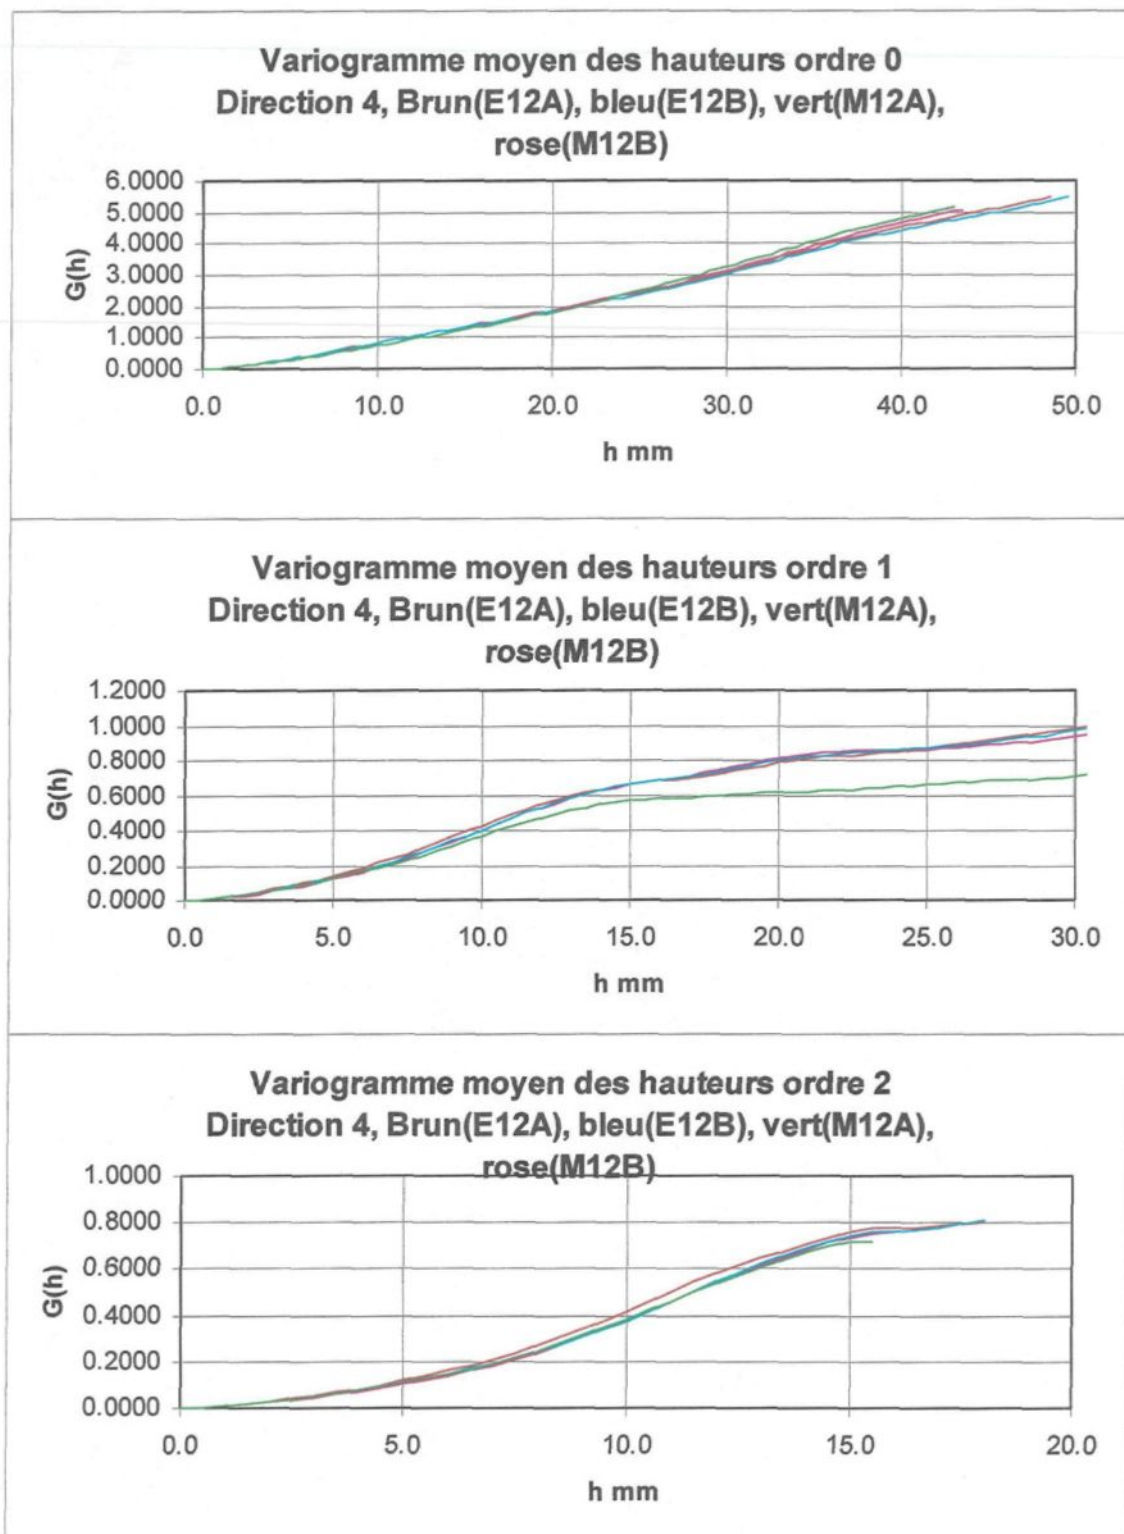 Variogramme moyen des hauteurs ordre 0
Direction 4, Brun(E12A), bleu(E12B), vert(M12A),
rose(M12B)
6.0000
5.0000
4.0000
3.0000
2.0000
1.0000
0.0000
G(h)
0.0 10.0 20.0 30.0 40.0 50.0
h mm
Variogramme moyen des hauteurs ordre 1
Direction 4, Brun(E12A), bleu(E12B), vert(M12A),
rose(M12B)
1.2000
1.0000
0.8000
0.6000
0.4000
0.2000
0.0000
G(h)
0.0 5.0 10.0 15.0 20.0 25.0 30.0
h mm
Variogramme moyen des hauteurs ordre 2
Direction 4, Brun(E12A), bleu(E12B), vert(M12A),
rose(M12B)
1.0000
0.8000
0.6000
0.4000
0.2000
0.0000
G(h)
0.0 5.0 10.0 15.0 20.0
h mm